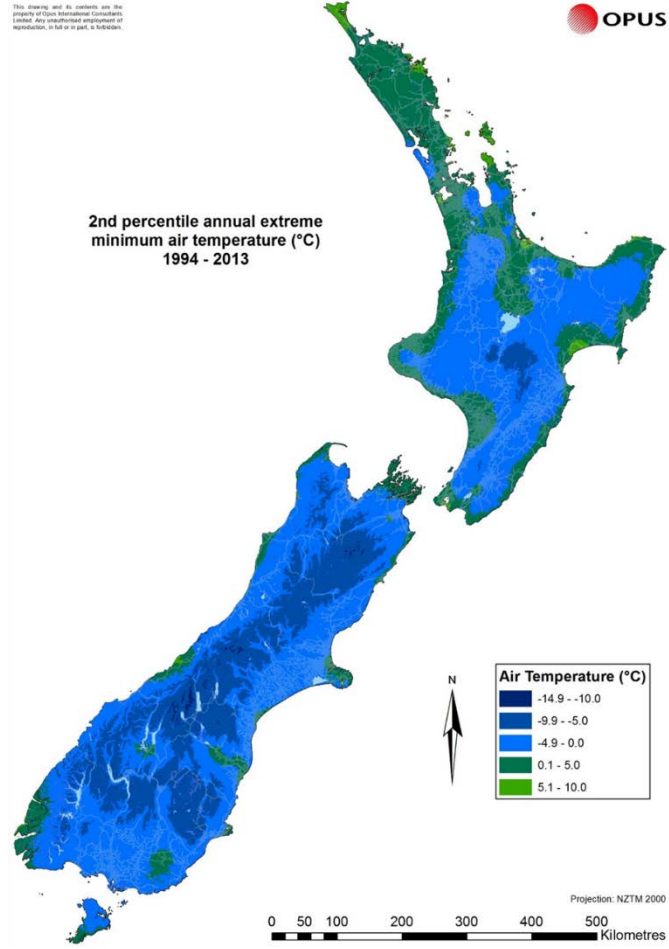 This drawing and its contents are the
property of Opus International Consultants
Limited. Any unauthorised employment of
reproduction, in full or in part, is forbidden.
OPUS
2nd percentile annual extreme
minimum air temperature (°C)
1994 - 2013
N
Air Temperature (°C)
-14.9 - -10.0
-9.9 - -5.0
-4.9 - 0.0
0.1 - 5.0
5.1 - 10.0
Projection: NZTM 2000
0 50 100 200 300 400 500
Kilometres